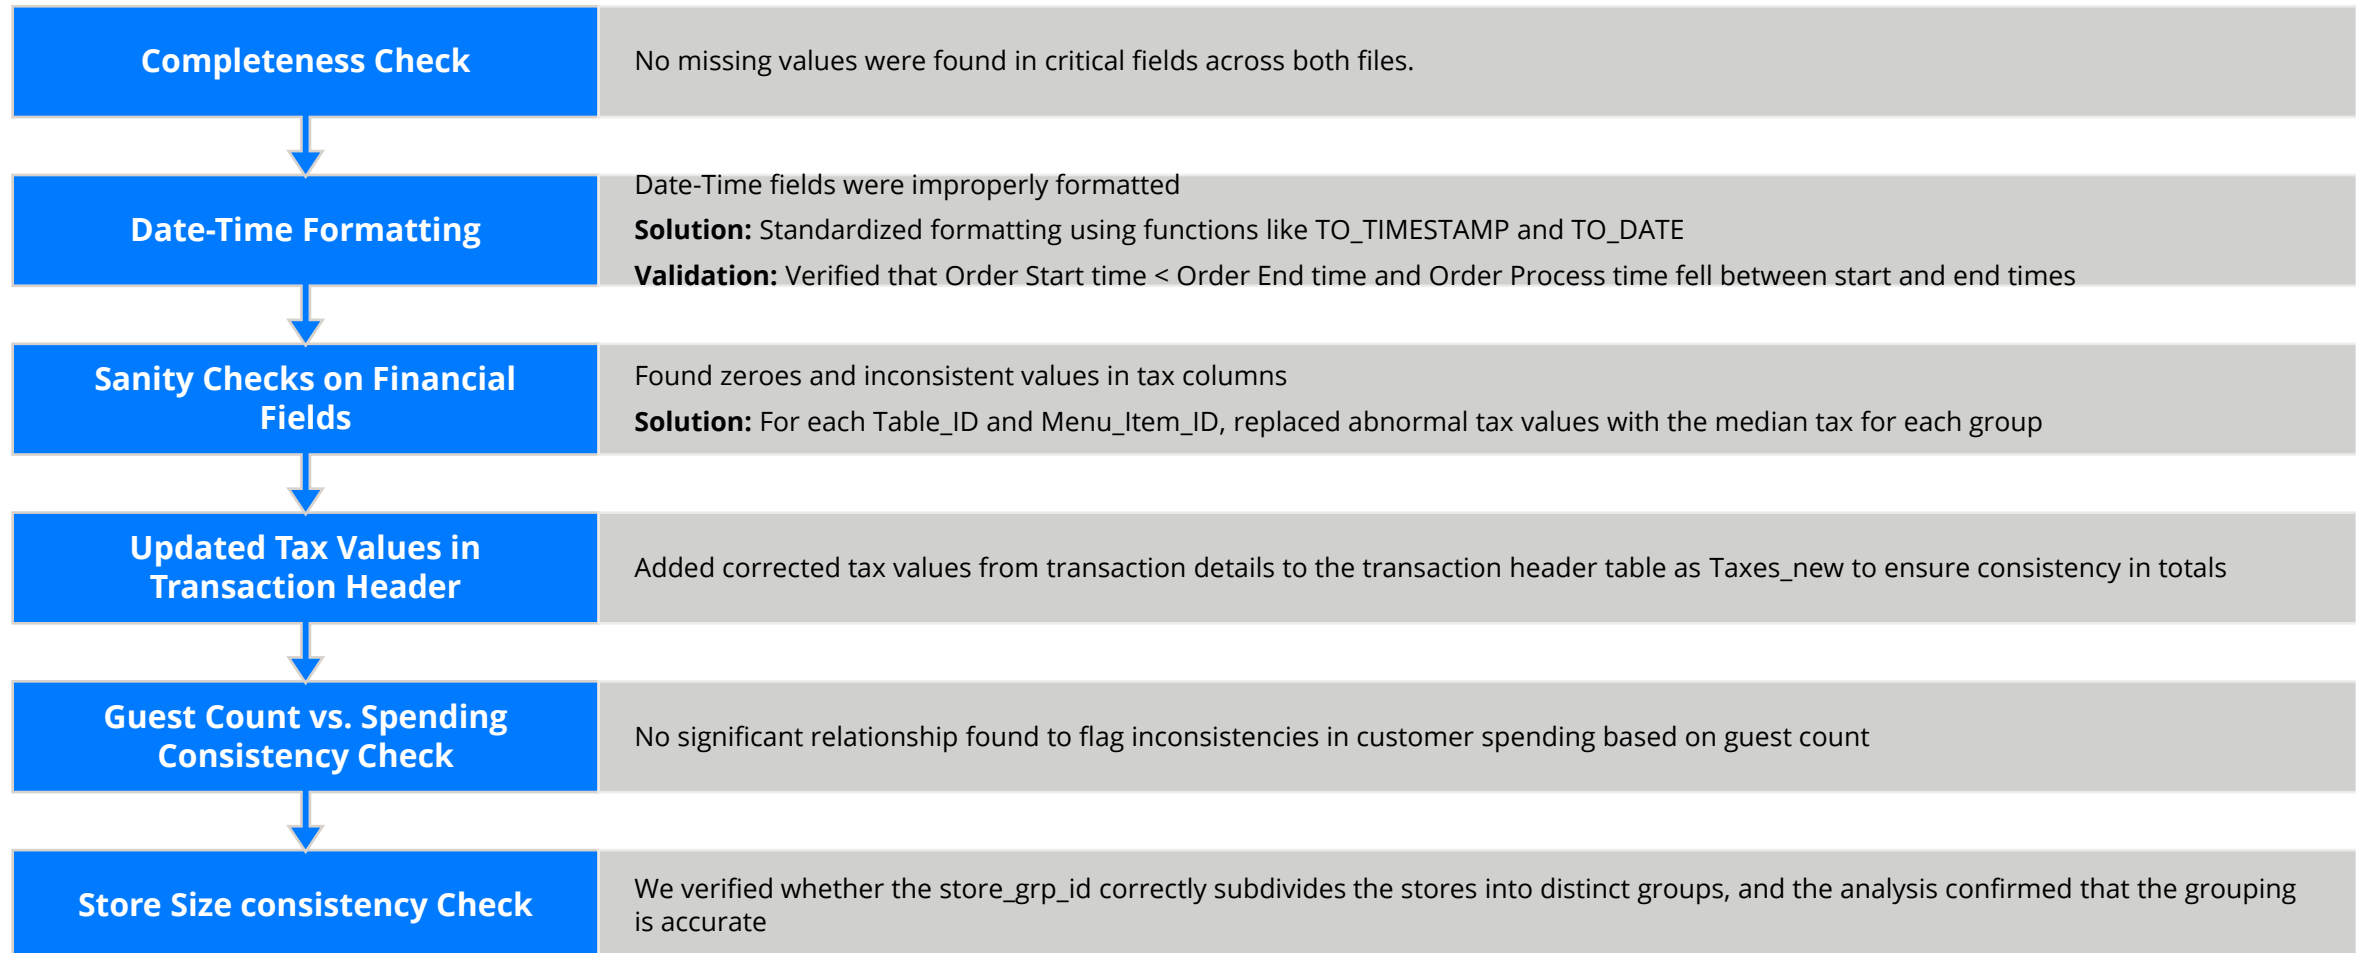 Completeness Check
No missing values were found in critical fields across both files.
Date-Time Formatting
Date-Time fields were improperly formatted
Solution: Standardized formatting using functions like TO_TIMESTAMP and TO_DATE
Validation: Verified that Order Start time < Order End time and Order Process time fell between start and end times
Sanity Checks on Financial
Fields
Found zeroes and inconsistent values in tax columns
Solution: For each Table_ID and Menu_Item_ID, replaced abnormal tax values with the median tax for each group
Updated Tax Values in
Transaction Header
Added corrected tax values from transaction details to the transaction header table as Taxes_new to ensure consistency in totals
Guest Count vs. Spending
Consistency Check
No significant relationship found to flag inconsistencies in customer spending based on guest count
Store Size consistency Check
We verified whether the store_grp_id correctly subdivides the stores into distinct groups, and the analysis confirmed that the grouping
is accurate